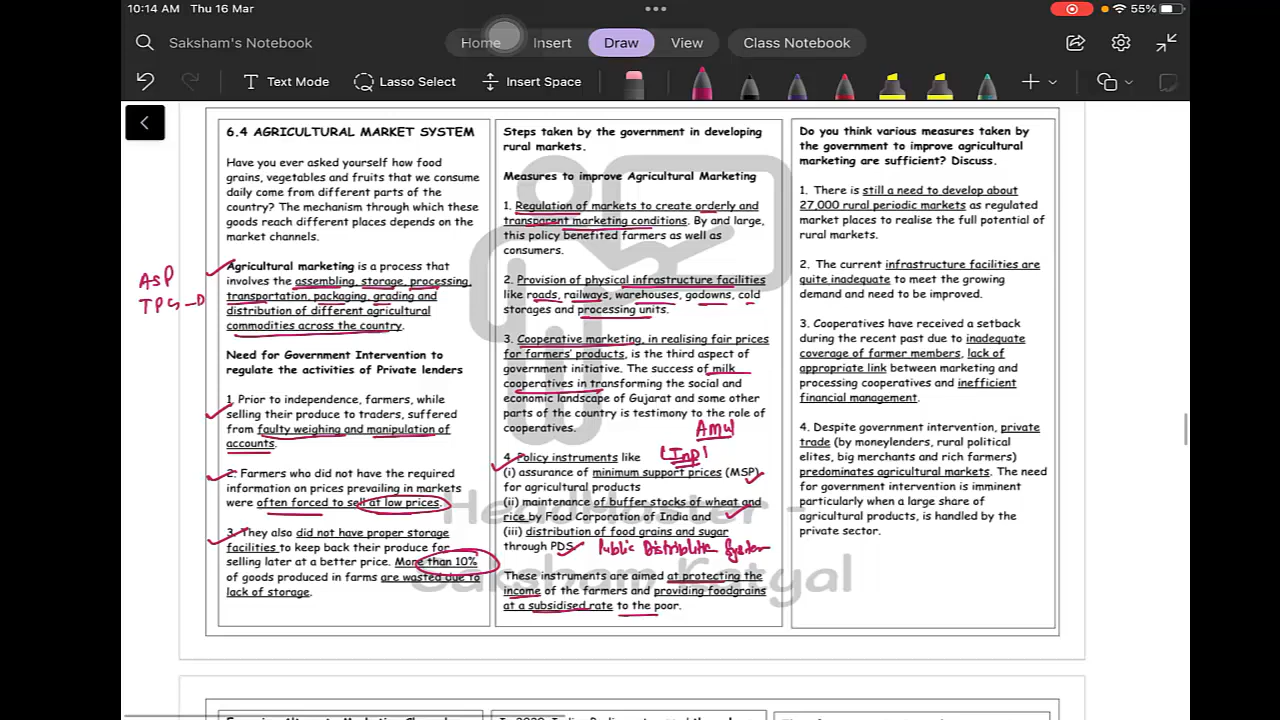 10:14 AM Thu 16 Mar
55%
Saksham's Notebook
Home Insert Draw View Class Notebook
Text Mode Lasso Select Insert Space
6.4 AGRICULTURAL MARKET SYSTEM
Have you ever asked yourself how food
grains, vegetables and fruits that we consume
daily come from different parts of the
country? The mechanism through which these
goods reach different places depends on the
market channels.
ASP
TPG-D
Agricultural marketing is a process that
involves the assembling, storage, processing,
transportation, packaging, grading and
distribution of different agricultural
commodities across the country.
Need for Government Intervention to
regulate the activities of Private lenders
1. Prior to independence, farmers, while
selling their produce to traders, suffered
from faulty weighing and manipulation of
accounts.
2. Farmers who did not have the required
information on prices prevailing in markets
were often forced to sell at low prices.
3. They also did not have proper storage
facilities to keep back their produce for
selling later at a better price. More than 10%
of goods produced in farms are wasted due to
lack of storage.
Steps taken by the government in developing
rural markets.
Measures to improve Agricultural Marketing
1. Regulation of markets to create orderly and
transparent marketing conditions. By and large,
this policy benefited farmers as well as
consumers.
2. Provision of physical infrastructure facilities
like roads, railways, warehouses, godowns, cold
storages and processing units.
3. Cooperative marketing, in realising fair prices
for farmers' products, is the third aspect of
government initiative. The success of milk
cooperatives in transforming the social and
economic landscape of Gujarat and some other
parts of the country is testimony to the role of
cooperatives.
Amul
(Imp)
4. Policy instruments like
(i) assurance of minimum support prices (MSP)
for agricultural products
(ii) maintenance of buffer stocks of wheat and
rice by Food Corporation of India and
(iii) distribution of food grains and sugar
through PDS. Public Distribution System
These instruments are aimed at protecting the
income of the farmers and providing foodgrains
at a subsidised rate to the poor.
Do you think various measures taken by
the government to improve agricultural
marketing are sufficient? Discuss.
1. There is still a need to develop about
27,000 rural periodic markets as regulated
market places to realise the full potential of
rural markets.
2. The current infrastructure facilities are
quite inadequate to meet the growing
demand and need to be improved.
3. Cooperatives have received a setback
during the recent past due to inadequate
coverage of farmer members, lack of
appropriate link between marketing and
processing cooperatives and inefficient
financial management.
4. Despite government intervention, private
trade (by moneylenders, rural political
elites, big merchants and rich farmers)
predominates agricultural markets. The need
for government intervention is imminent
particularly when a large share of
agricultural products, is handled by the
private sector.
HeadMaster -
Saksham Katyal